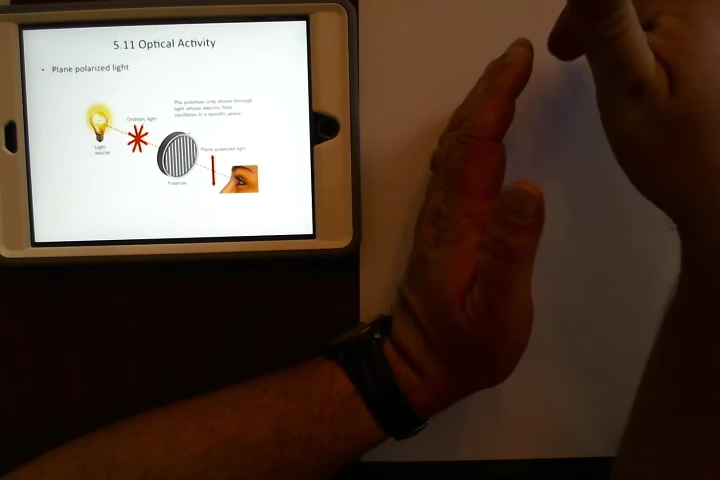 5.11 Optical Activity
• Plane polarized light
The polarizer only allows through
light whose electric field
oscillates in a specific plane.
Ordinary light
Light
source
Plane-polarized light
Polarizer